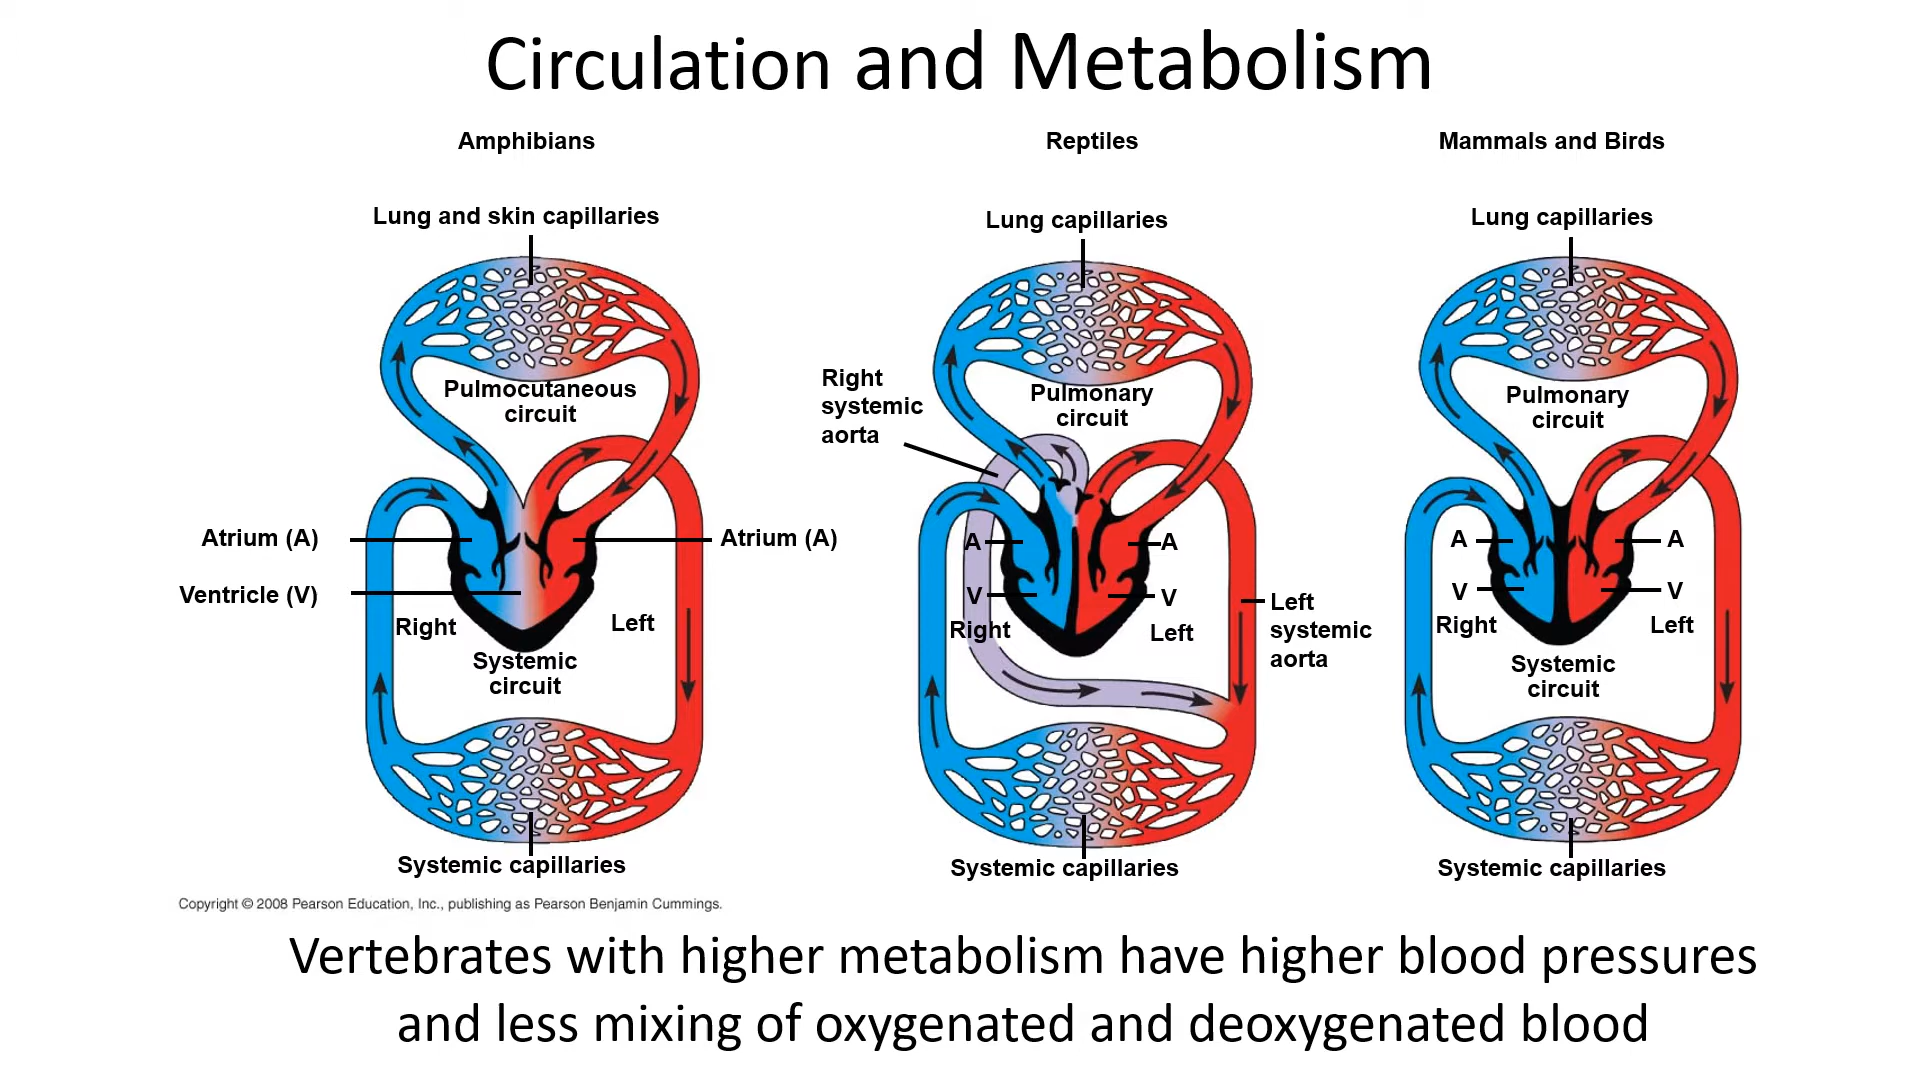 Circulation and Metabolism
Amphibians
Lung and skin capillaries
Pulmocutaneous
circuit
Atrium (A)
Atrium (A)
Ventricle (V)
Right
Left
Systemic
circuit
Systemic capillaries
Reptiles
Lung capillaries
Right
systemic
aorta
Pulmonary
circuit
A
A
V
V
Right
Left
Left
systemic
aorta
Systemic capillaries
Mammals and Birds
Lung capillaries
Pulmonary
circuit
A
A
V
V
Right
Left
Systemic
circuit
Systemic capillaries
Copyright © 2008 Pearson Education, Inc., publishing as Pearson Benjamin Cummings.
Vertebrates with higher metabolism have higher blood pressures
and less mixing of oxygenated and deoxygenated blood